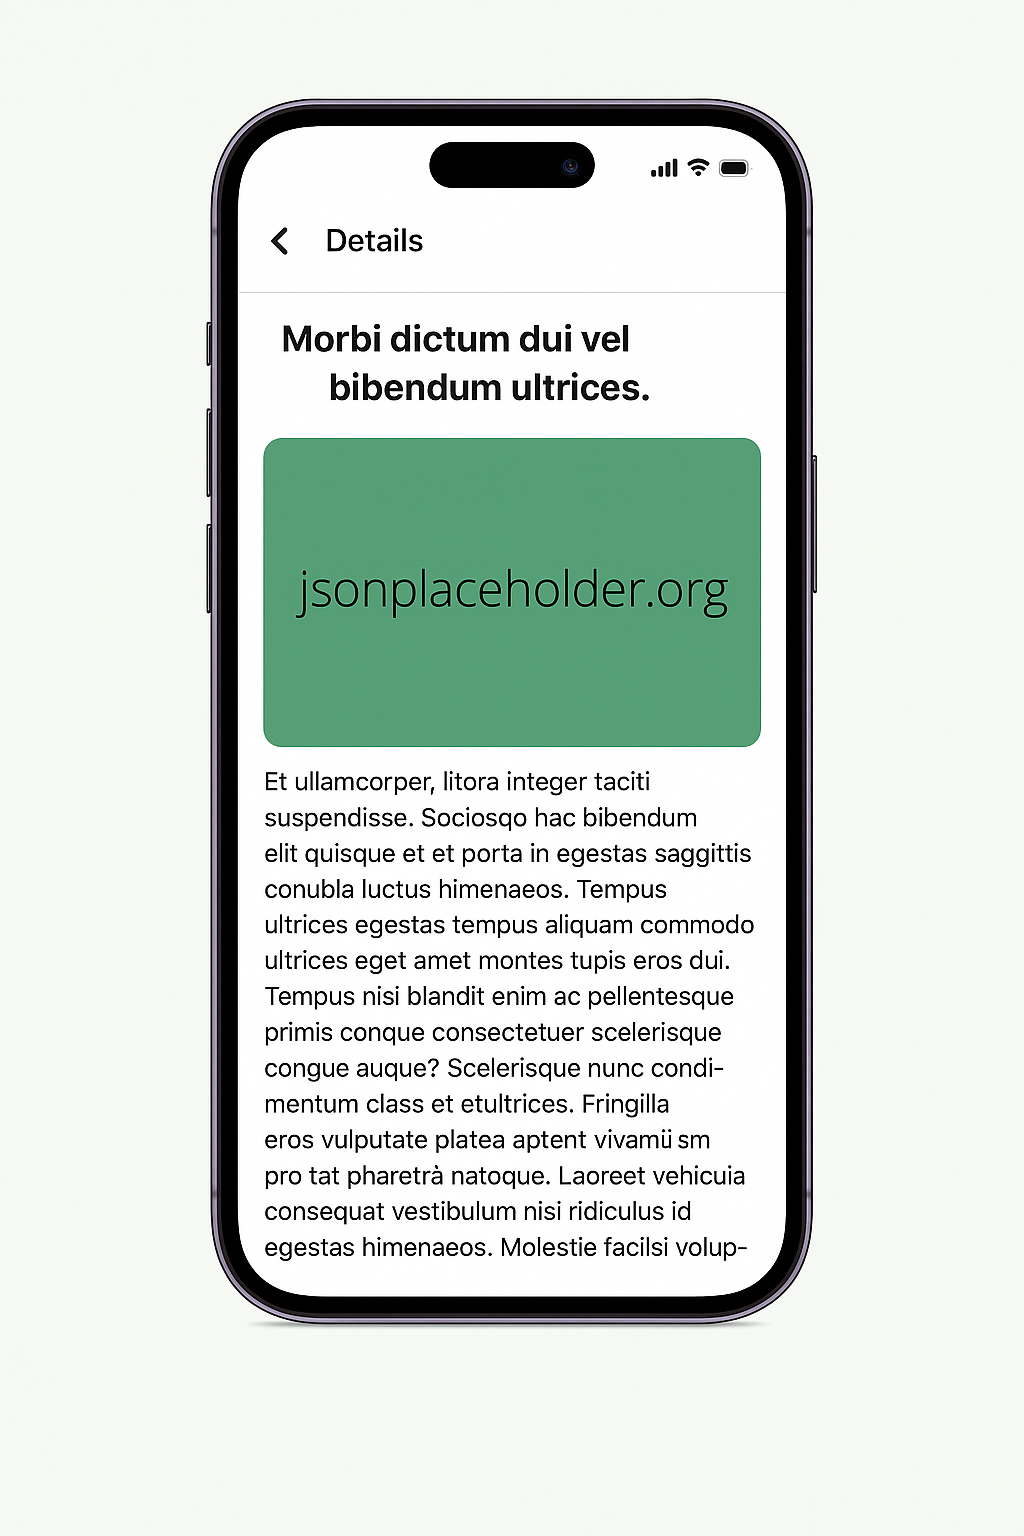 Details
Morbi dictum dui vel
bibendum ultrices.
jsonplaceholder.org
Et ullamcorper, litora integer taciti
suspendisse. Sociosqo hac bibendum
elit quisque et et porta in egestas saggittis
conubla luctus himenaeos. Tempus
ultrices egestas tempus aliquam commodo
ultrices eget amet montes tupis eros dui.
Tempus nisi blandit enim ac pellentesque
primis conque consectetuer scelerisque
congue auque? Scelerisque nunc condi-
mentum class et etultrices. Fringilla
eros vulputate platea aptent vivamü sm
pro tat pharetrà natoque. Laoreet vehicuia
consequat vestibulum nisi ridiculus id
egestas himenaeos. Molestie facilsi volup-